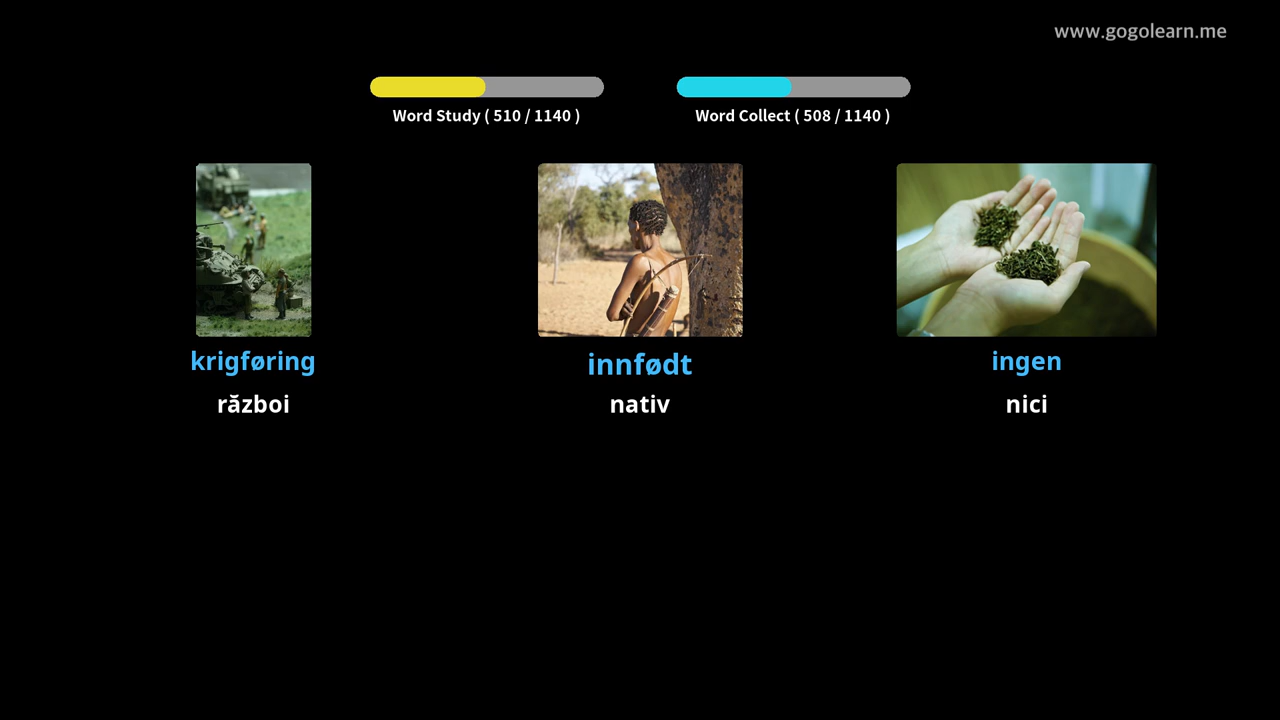 www.gogolearn.me
Word Study ( 510 / 1140 )
Word Collect ( 508 / 1140 )
krigføring
innfødt
ingen
război
nativ
nici